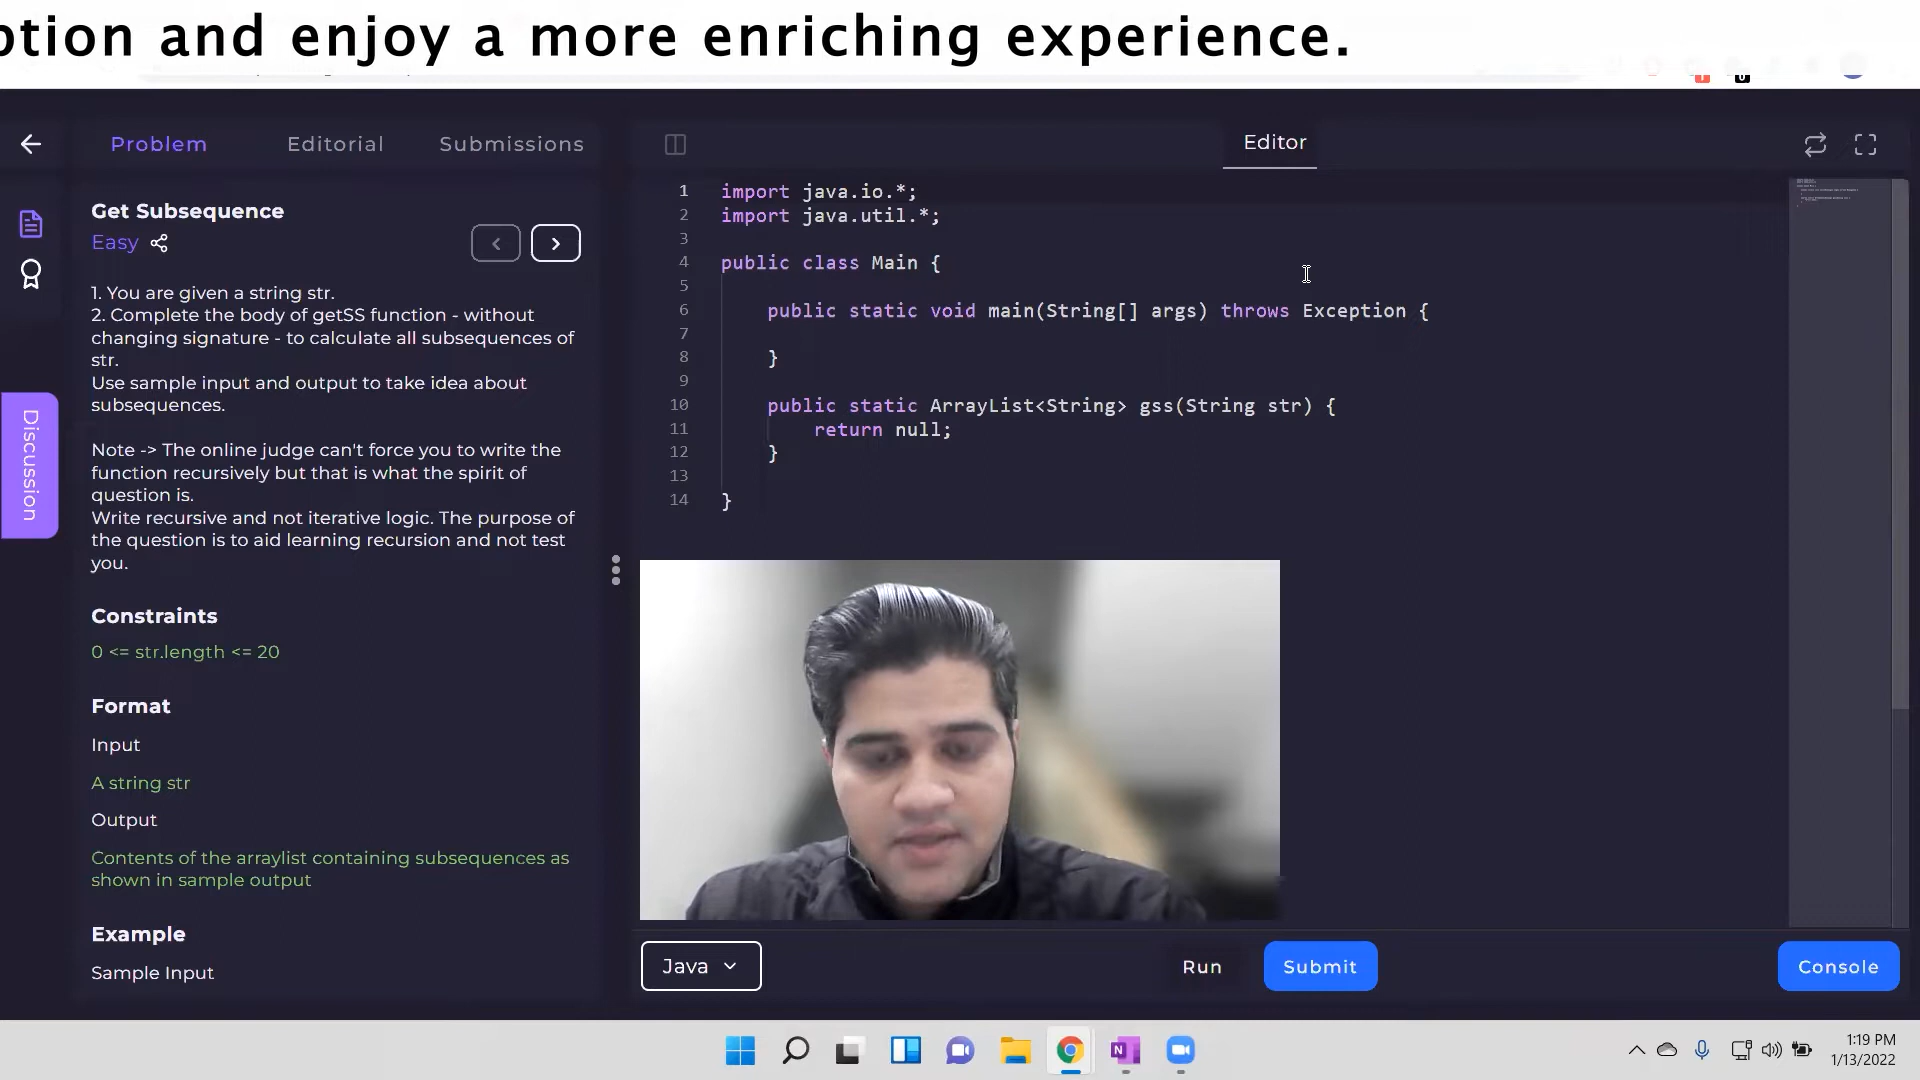 ption and enjoy a more enriching experience.
Problem
Editorial
Submissions
Editor
Get Subsequence
Easy
1. You are given a string str.
2. Complete the body of getSS function - without
changing signature - to calculate all subsequences of
str.
Use sample input and output to take idea about
subsequences.
Note -> The online judge can't force you to write the
function recursively but that is what the spirit of
question is.
Write recursive and not iterative logic. The purpose of
the question is to aid learning recursion and not test
you.
Constraints
0 <= str.length <= 20
Format
Input
A string str
Output
Contents of the arraylist containing subsequences as
shown in sample output
Example
Sample Input
Discussion
1 import java.io.*;
2 import java.util.*;
3
4 public class Main {
5
6 public static void main(String[] args) throws Exception {
7
8 }
9
10 public static ArrayList<String> gss(String str) {
11 return null;
12 }
13
14 }
Java
Run
Submit
Console
1:19 PM
1/13/2022